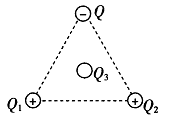 − Q
Q₃
Q₁ + + Q₂